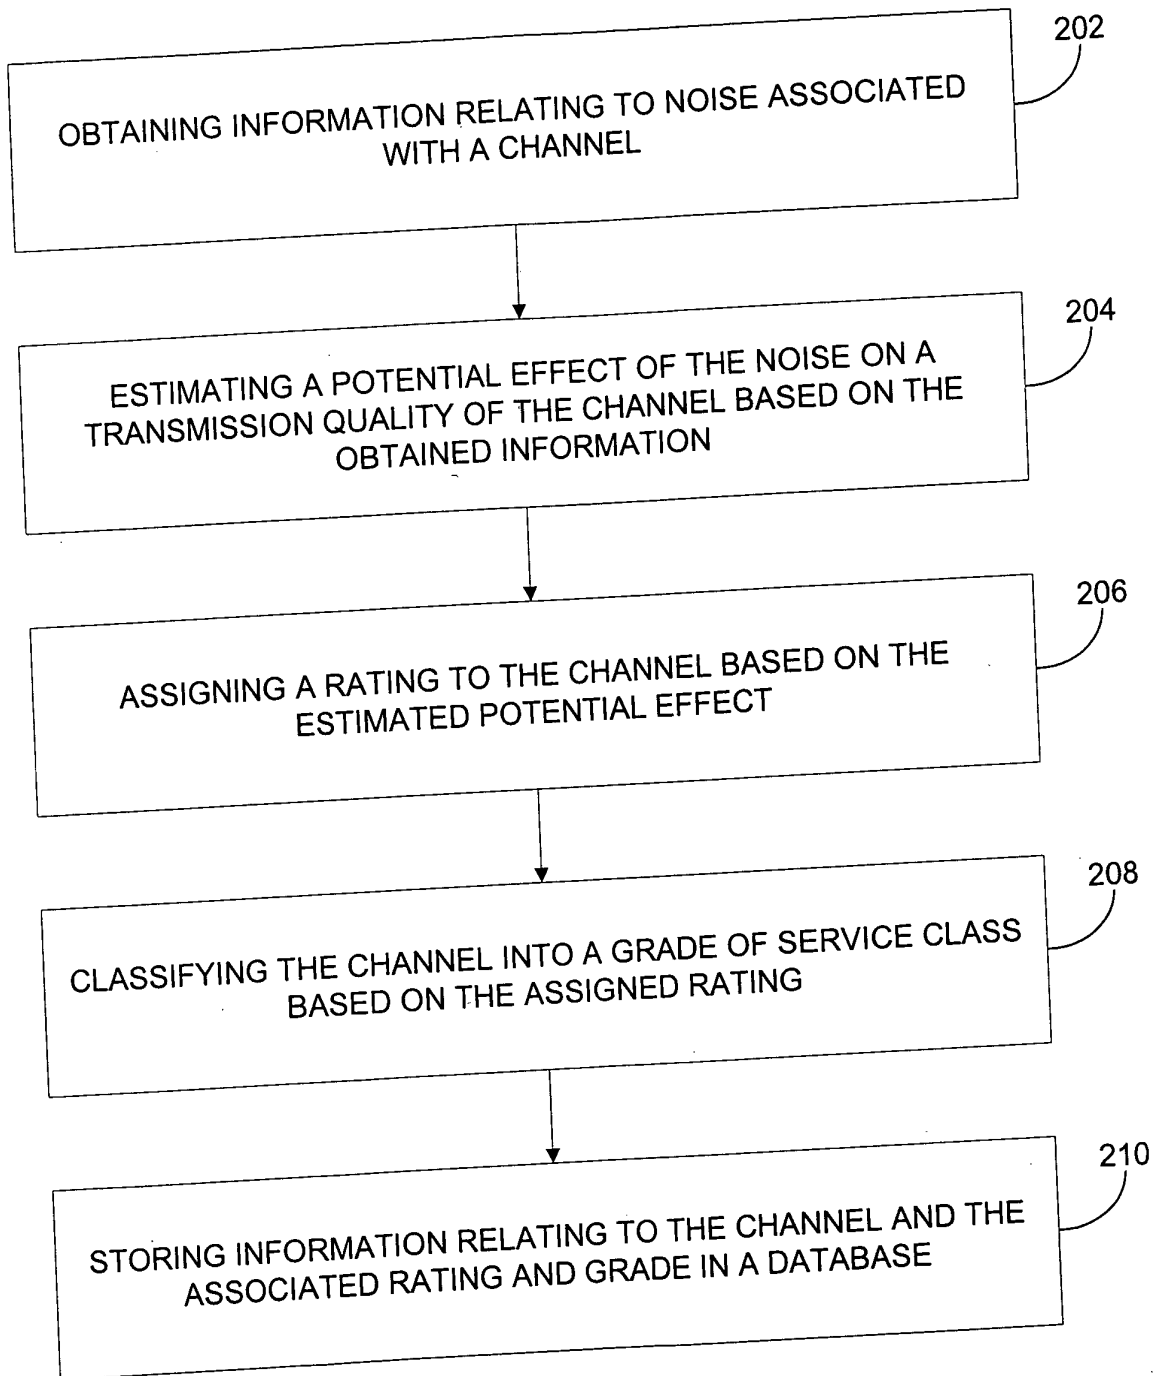 202
OBTAINING INFORMATION RELATING TO NOISE ASSOCIATED
WITH A CHANNEL
204
ESTIMATING A POTENTIAL EFFECT OF THE NOISE ON A
TRANSMISSION QUALITY OF THE CHANNEL BASED ON THE
OBTAINED INFORMATION
206
ASSIGNING A RATING TO THE CHANNEL BASED ON THE
ESTIMATED POTENTIAL EFFECT
208
CLASSIFYING THE CHANNEL INTO A GRADE OF SERVICE CLASS
BASED ON THE ASSIGNED RATING
210
STORING INFORMATION RELATING TO THE CHANNEL AND THE
ASSOCIATED RATING AND GRADE IN A DATABASE